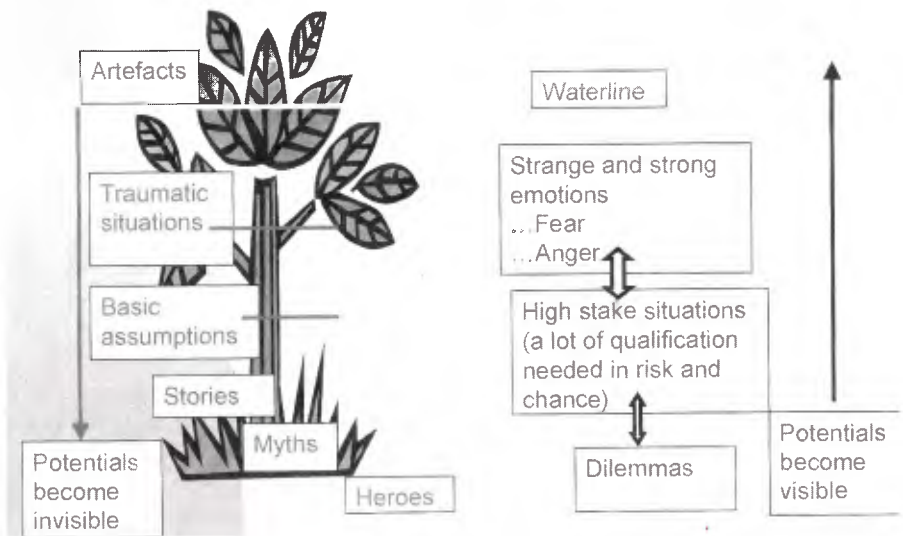 Artefacts
Traumatic
situations
Basic
assumptions
Stories
Myths
Heroes
Potentials
become
invisible
Waterline
Strange and strong
emotions
...Fear
...Anger
High stake situations
(a lot of qualification
needed in risk and
chance)
Dilemmas
Potentials
become
visible